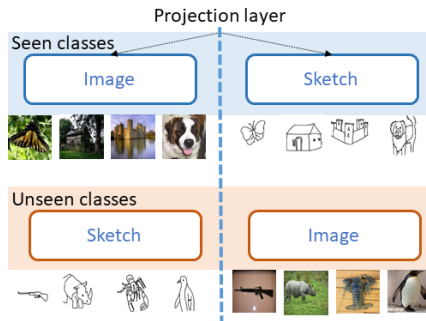 Projection layer
Seen classes
Image
Sketch
Unseen classes
Sketch
Image